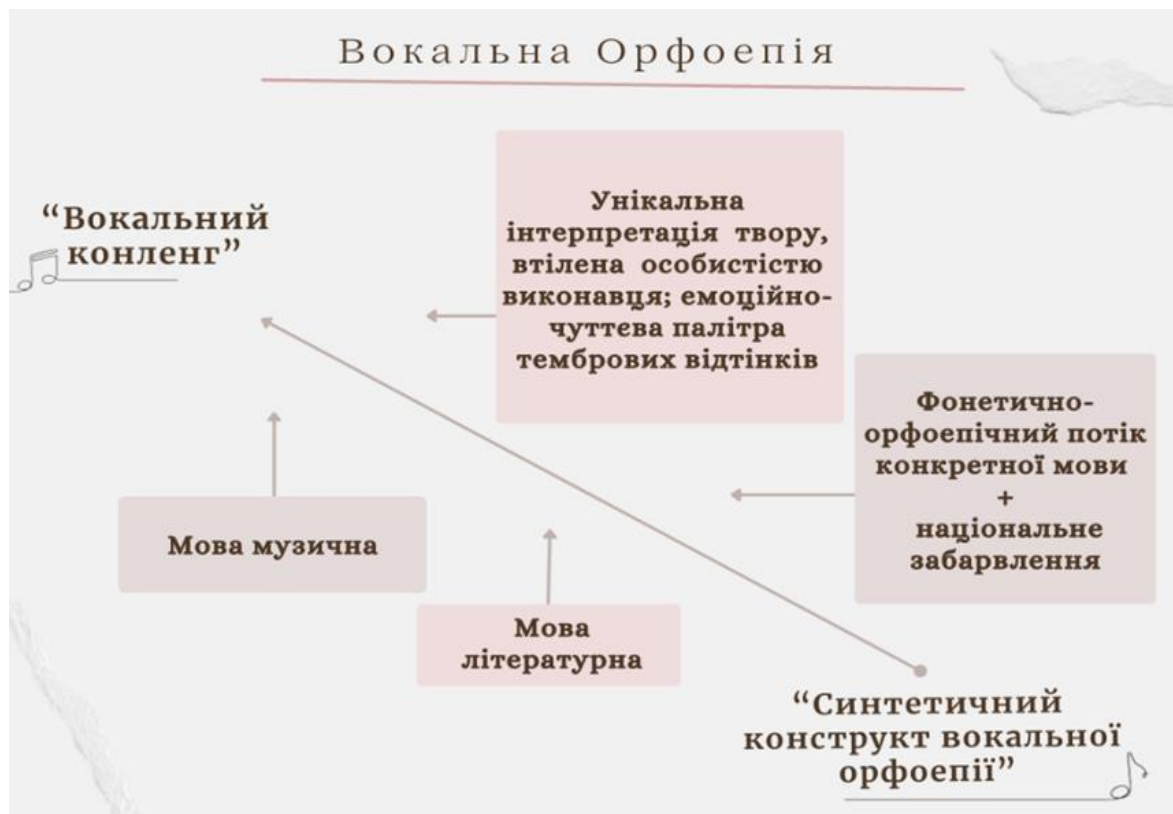 Вокальна Орфоепія
“Вокальний
конленг”
Унікальна
інтерпретація твору,
втілена особистістю
виконавця; емоційно-
чуттєва палітра
тембрових відтінків
Фонетично-
орфоепічний потік
конкретної мови
+
національне
забарвлення
Мова музична
Мова
літературна
“Синтетичний
конструкт вокальної
орфоепії”